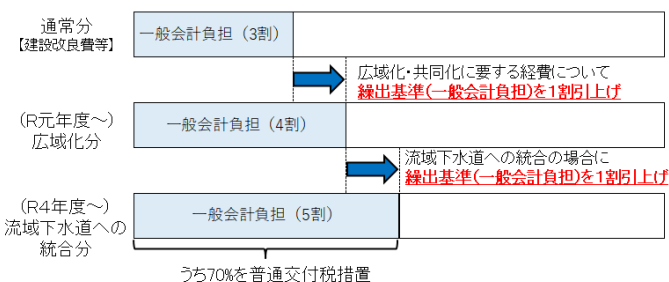 通常分
【建設改良費等】
一般会計負担（3割）
広域化・共同化に要する経費について
繰出基準(一般会計負担)を1割引上げ
（R元年度～）
広域化分
一般会計負担（4割）
流域下水道への統合の場合に
繰出基準(一般会計負担)を1割引上げ
（R4年度～）
流域下水道への
統合分
一般会計負担（5割）
うち70%を普通交付税措置